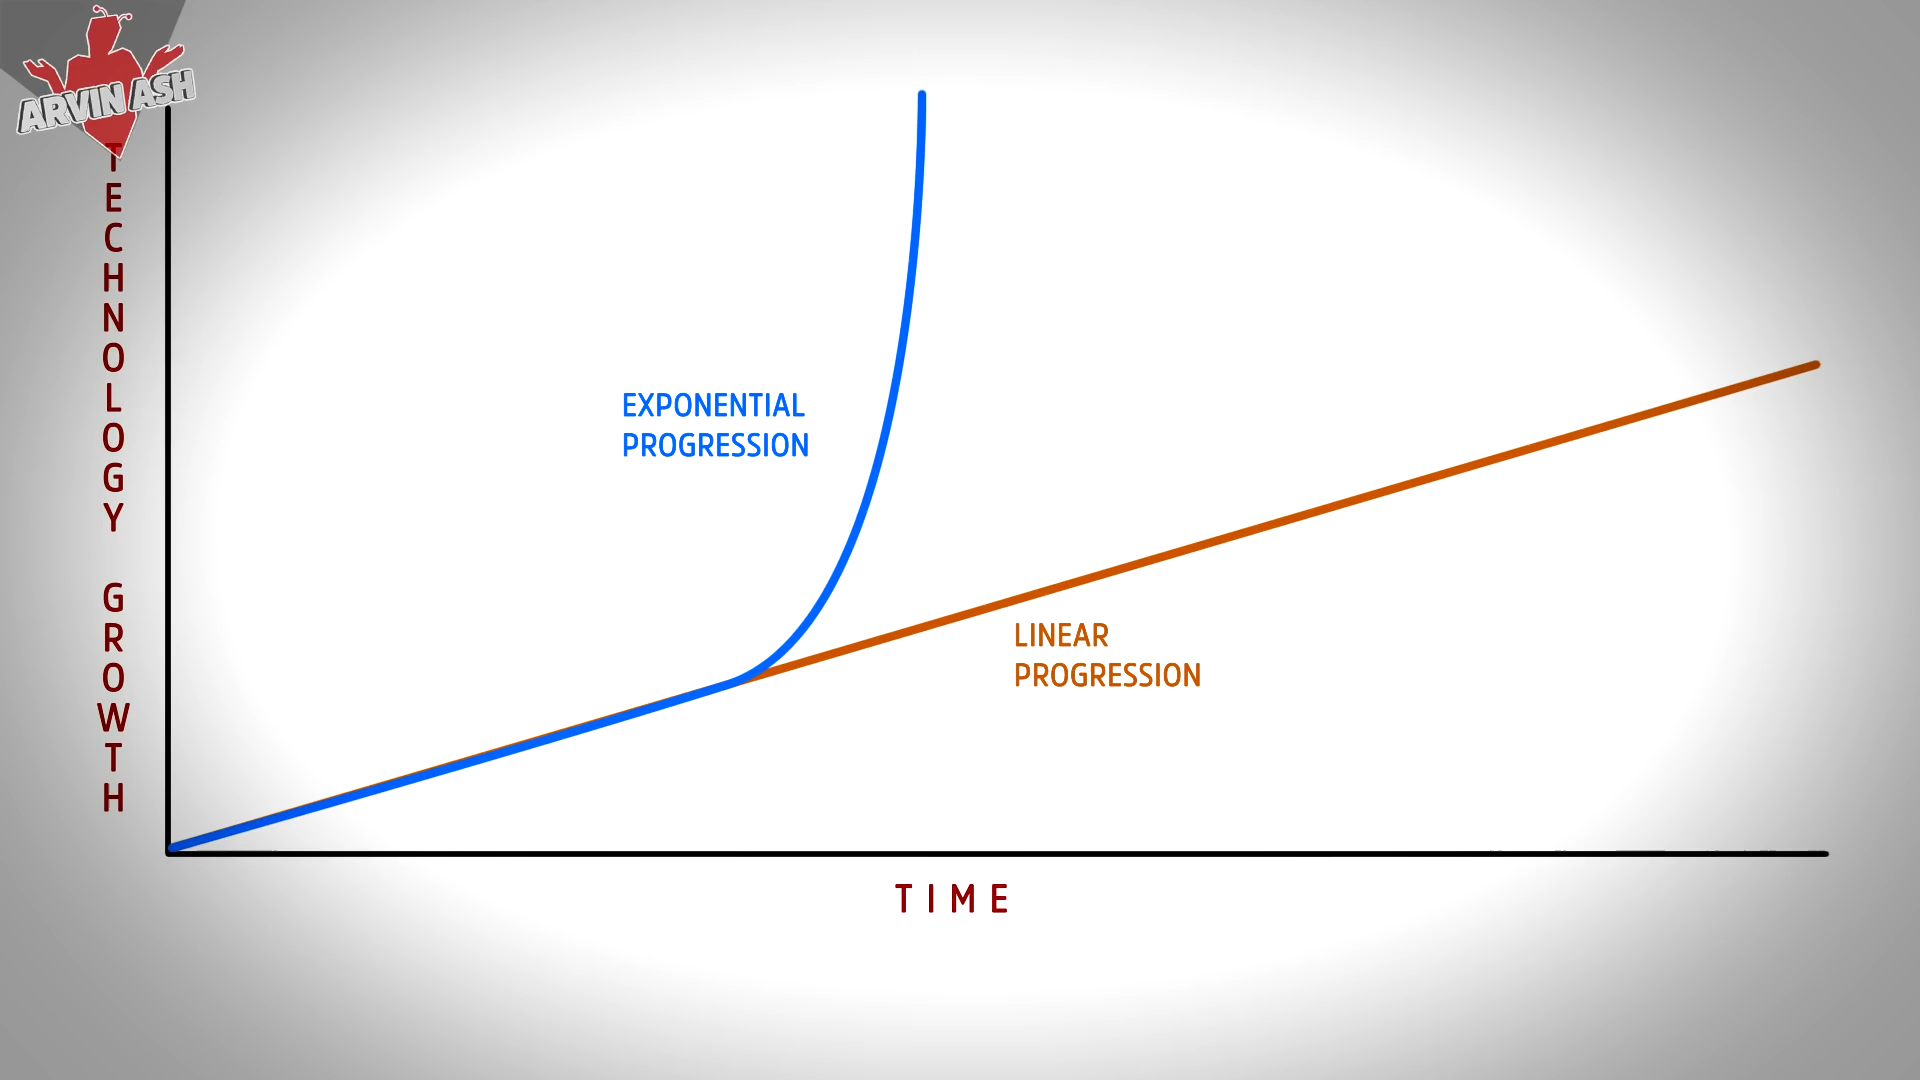 ARVIN ASH
TECHNOLOGY GROWTH
EXPONENTIAL
PROGRESSION
LINEAR
PROGRESSION
TIME